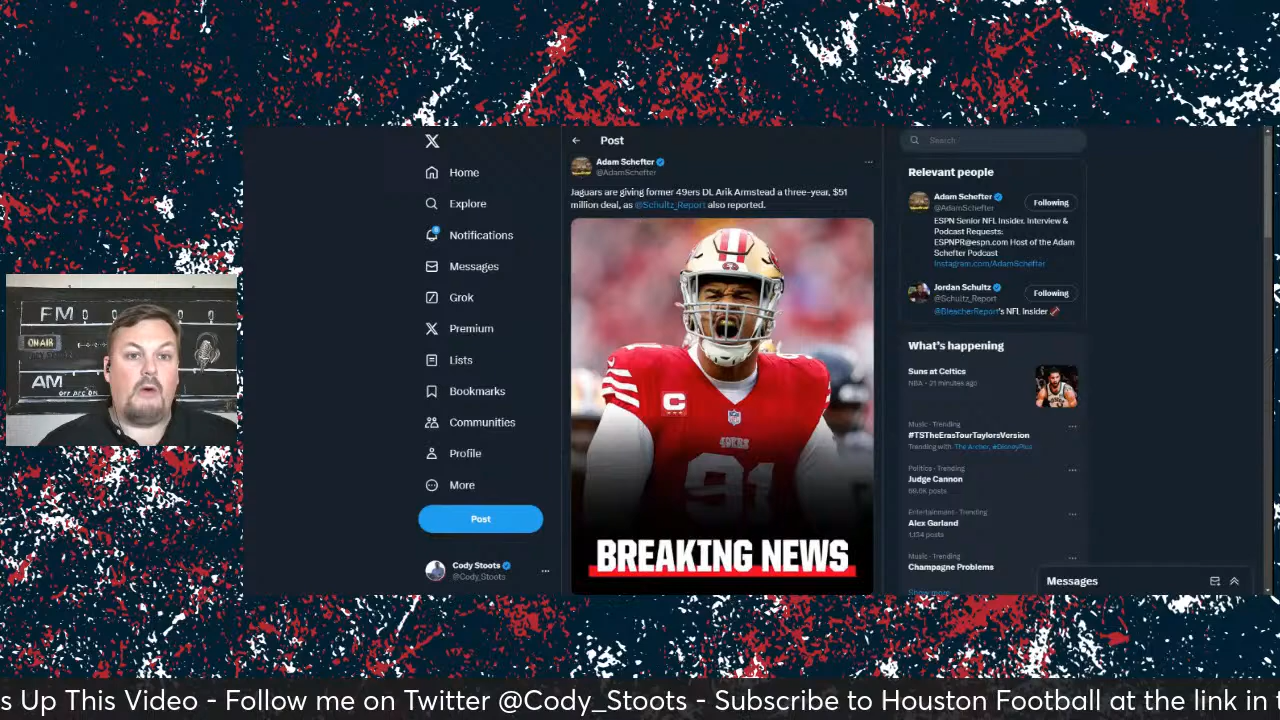 X
Home
Explore
Notifications
Messages
Grok
Premium
Lists
Bookmarks
Communities
Profile
More
Post
Cody Stoots
@Cody_Stoots
Post
Adam Schefter
@AdamSchefter
Jaguars are giving former 49ers DL Arik Armstead a three-year, $51
million deal, as @Schultz_Report also reported.
C
49ERS
91
BREAKING NEWS
Search
Relevant people
Adam Schefter
@AdamSchefter
Following
ESPN Senior NFL Insider. Interview &
Podcast Requests:
ESPNPR@espn.com Host of the Adam
Schefter Podcast
Instagram.com/AdamSchefter
Jordan Schultz
@Schultz_Report
Following
@BleacherReport's NFL Insider
What's happening
Suns at Celtics
NBA · 21 minutes ago
Music · Trending
#TSTheErasTourTaylorsVersion
Trending with The Archer, #DisneyPlus
Politics · Trending
Judge Cannon
Entertainment · Trending
Alex Garland
1,134 posts
Music · Trending
Champagne Problems
Show more
Messages
FM
ON AIR
AM
s Up This Video - Follow me on Twitter @Cody_Stoots - Subscribe to Houston Football at the link in